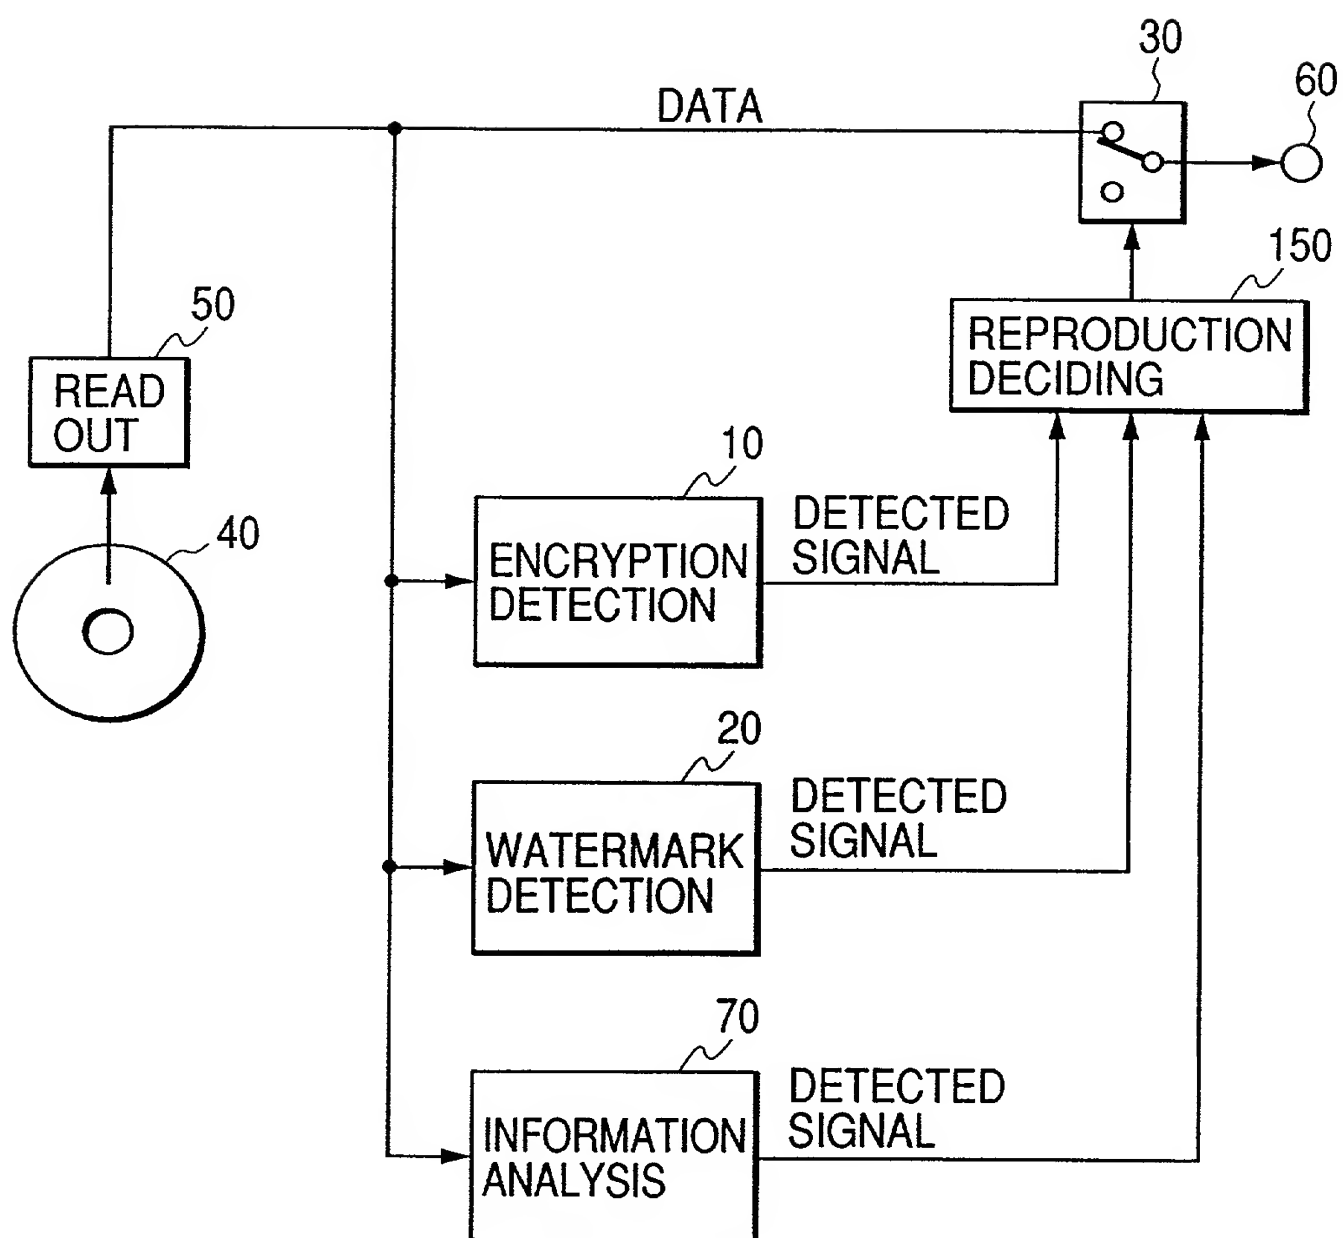 30
60
DATA
150
REPRODUCTION
DECIDING
50
READ
OUT
10
DETECTED
SIGNAL
40
ENCRYPTION
DETECTION
20
DETECTED
SIGNAL
WATERMARK
DETECTION
70
DETECTED
SIGNAL
INFORMATION
ANALYSIS